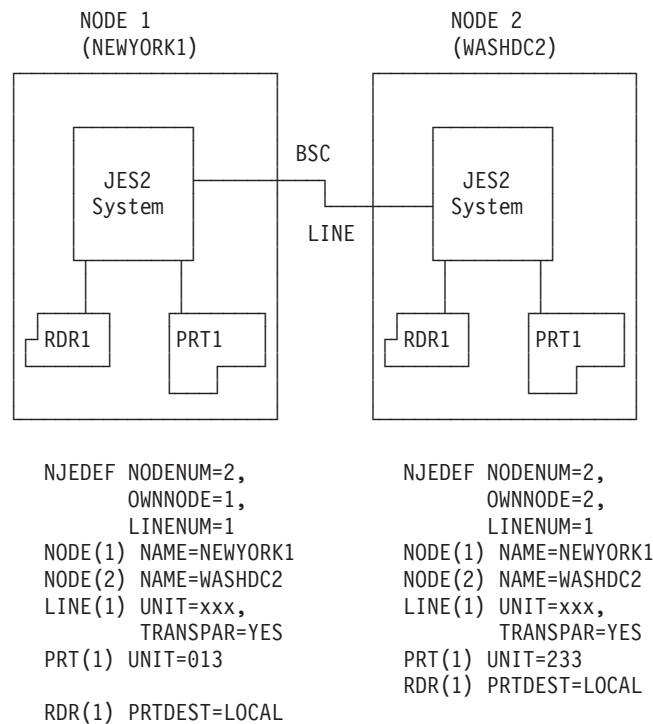 NODE 1
(NEWYORK1)
NODE 2
(WASHDC2)
BSC
LINE
JES2
System
JES2
System
RDR1
PRT1
RDR1
PRT1
NJEDEF NODENUM=2,
OWNNODE=1,
LINENUM=1
NODE(1) NAME=NEWYORK1
NODE(2) NAME=WASHDC2
LINE(1) UNIT=xxx,
TRANSPAR=YES
PRT(1) UNIT=013
RDR(1) PRTDEST=LOCAL
NJEDEF NODENUM=2,
OWNNODE=2,
LINENUM=1
NODE(1) NAME=NEWYORK1
NODE(2) NAME=WASHDC2
LINE(1) UNIT=xxx,
TRANSPAR=YES
PRT(1) UNIT=233
RDR(1) PRTDEST=LOCAL